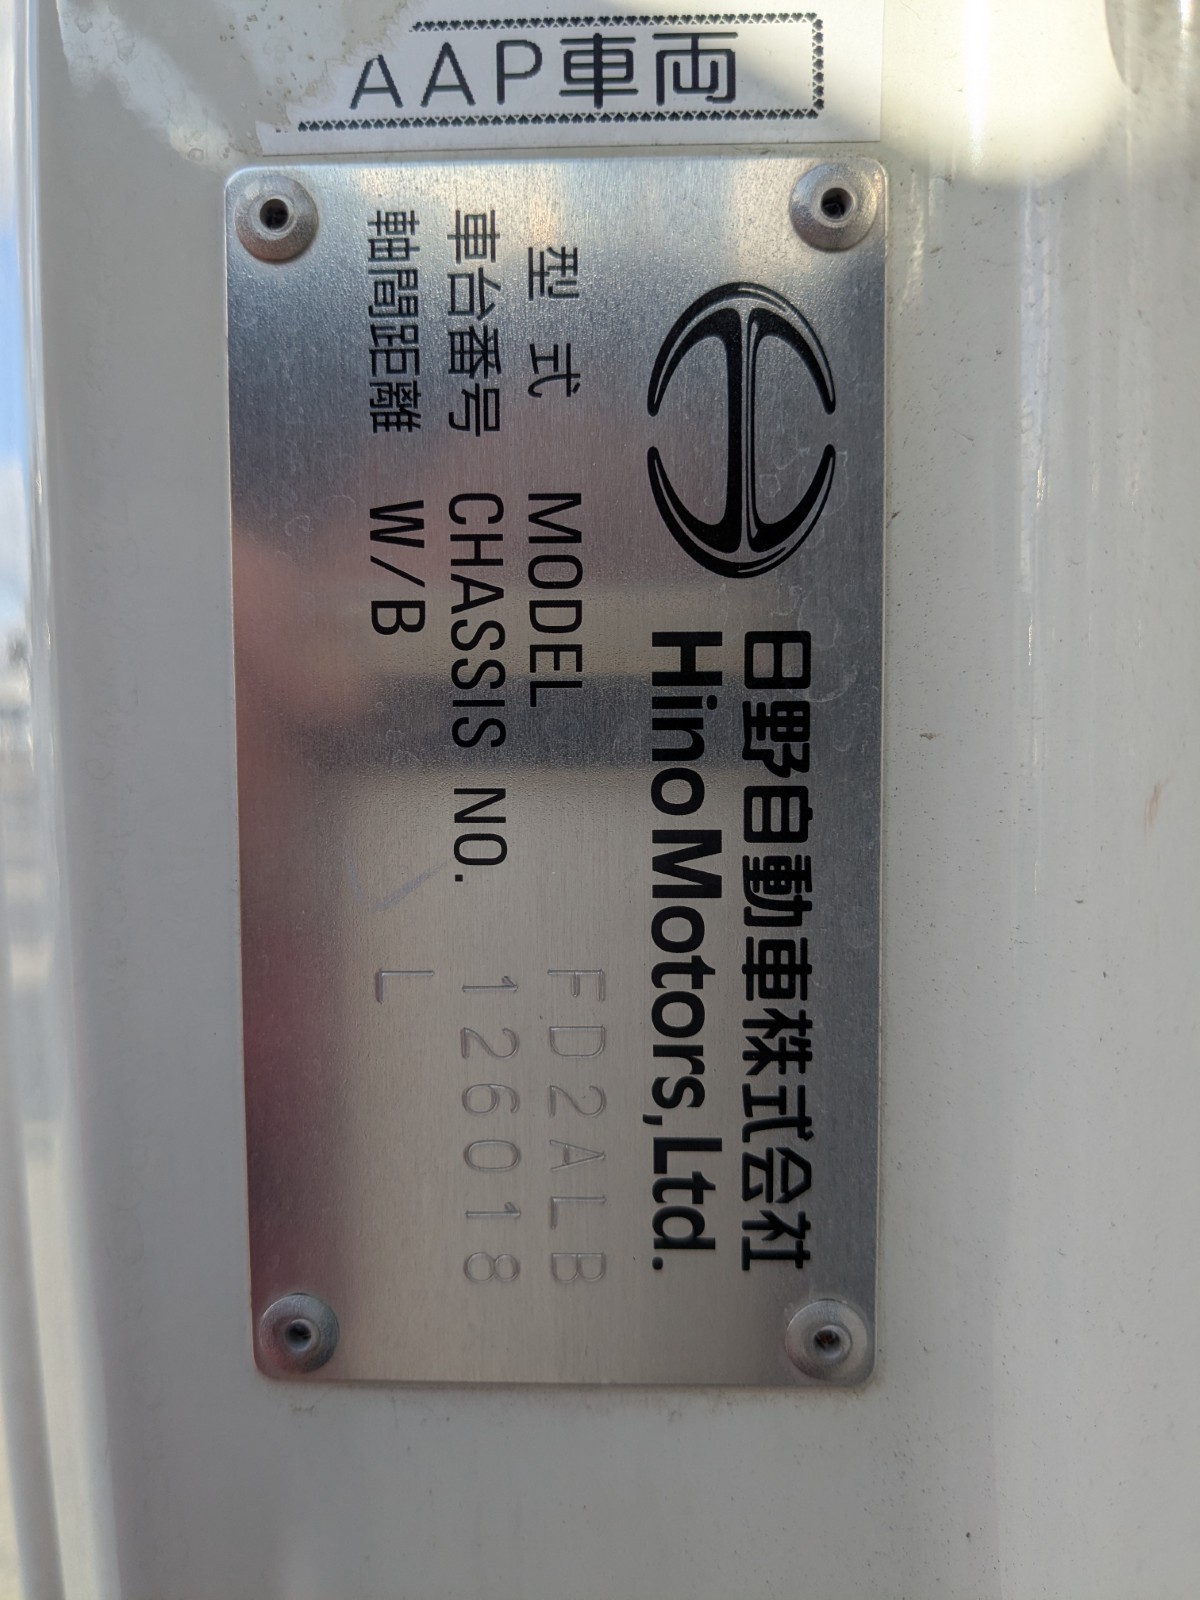 AAP車両
日野自動車株式会社
Hino Motors, Ltd.
型式 MODEL FD2ALB
車台番号 CHASSIS NO. 126018
軸間距離 W/B L